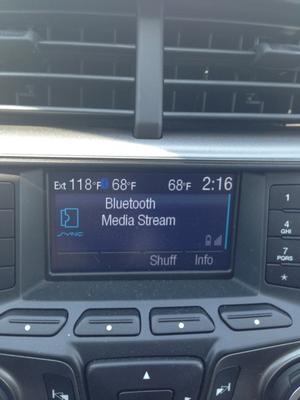 Ext 118°F 68°F 68°F 2:16
Bluetooth
Media Stream
SYNC
Shuff Info
1
4
GHI
7
PQRS
*